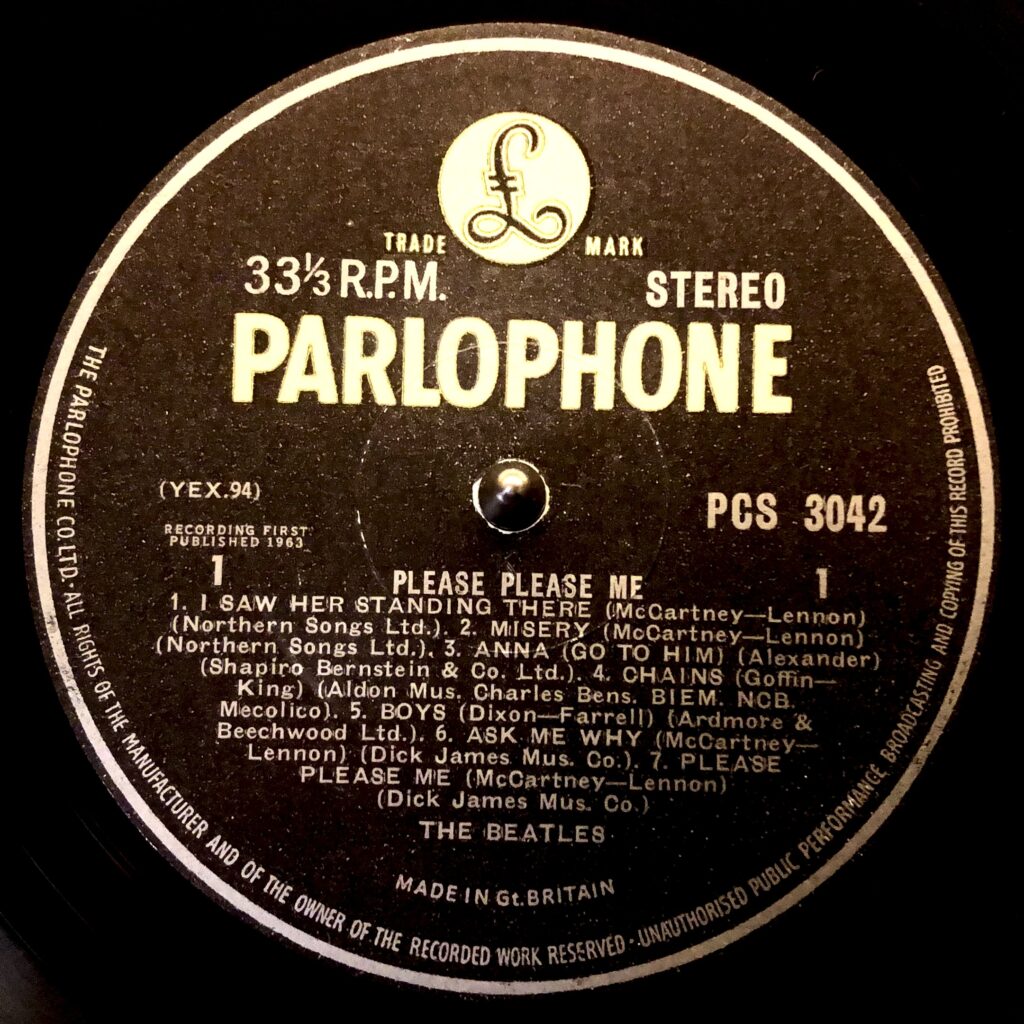 £
TRADE MARK
33⅓ R.P.M. STEREO
PARLOPHONE
(YEX.94) PCS 3042
RECORDING FIRST
PUBLISHED 1963
1 PLEASE PLEASE ME 1
1. I SAW HER STANDING THERE (McCartney—Lennon)
(Northern Songs Ltd.). 2. MISERY (McCartney—Lennon)
(Northern Songs Ltd.). 3. ANNA (GO TO HIM) (Alexander)
(Shapiro Bernstein & Co. Ltd.). 4. CHAINS (Goffin—
King) (Aldon Mus. Charles Bens. BIEM. NCB.
Mecolico). 5. BOYS (Dixon—Farrell) (Ardmore &
Beechwood Ltd.). 6. ASK ME WHY (McCartney—
Lennon) (Dick James Mus. Co.). 7. PLEASE
PLEASE ME (McCartney—Lennon)
(Dick James Mus. Co.)
THE BEATLES
MADE IN Gt. BRITAIN
THE PARLOPHONE CO. LTD. · ALL RIGHTS OF THE MANUFACTURER AND OF THE OWNER OF THE RECORDED WORK RESERVED · UNAUTHORISED PUBLIC PERFORMANCE BROADCASTING AND COPYING OF THIS RECORD PROHIBITED